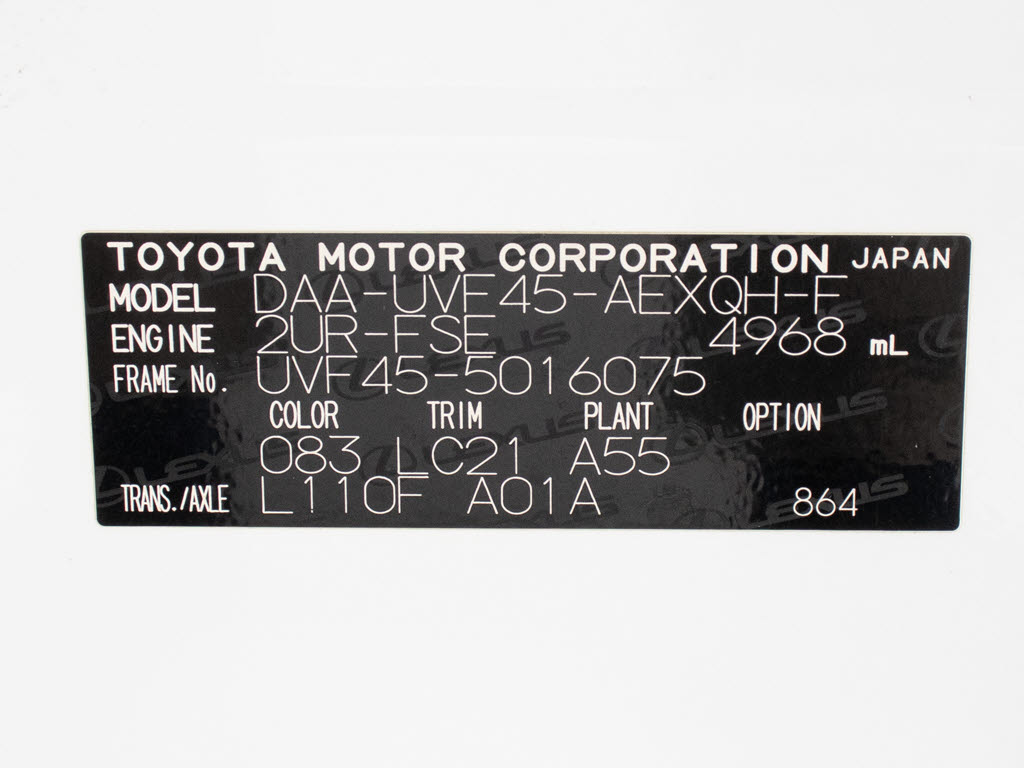 TOYOTA MOTOR CORPORATION JAPAN
MODEL DAA-UVF45-AEXQH-F
ENGINE 2UR-FSE 4968 mL
FRAME No. UVF45-5016075
COLOR TRIM PLANT OPTION
083 LC21 A55
TRANS./AXLE L110F A01A 864